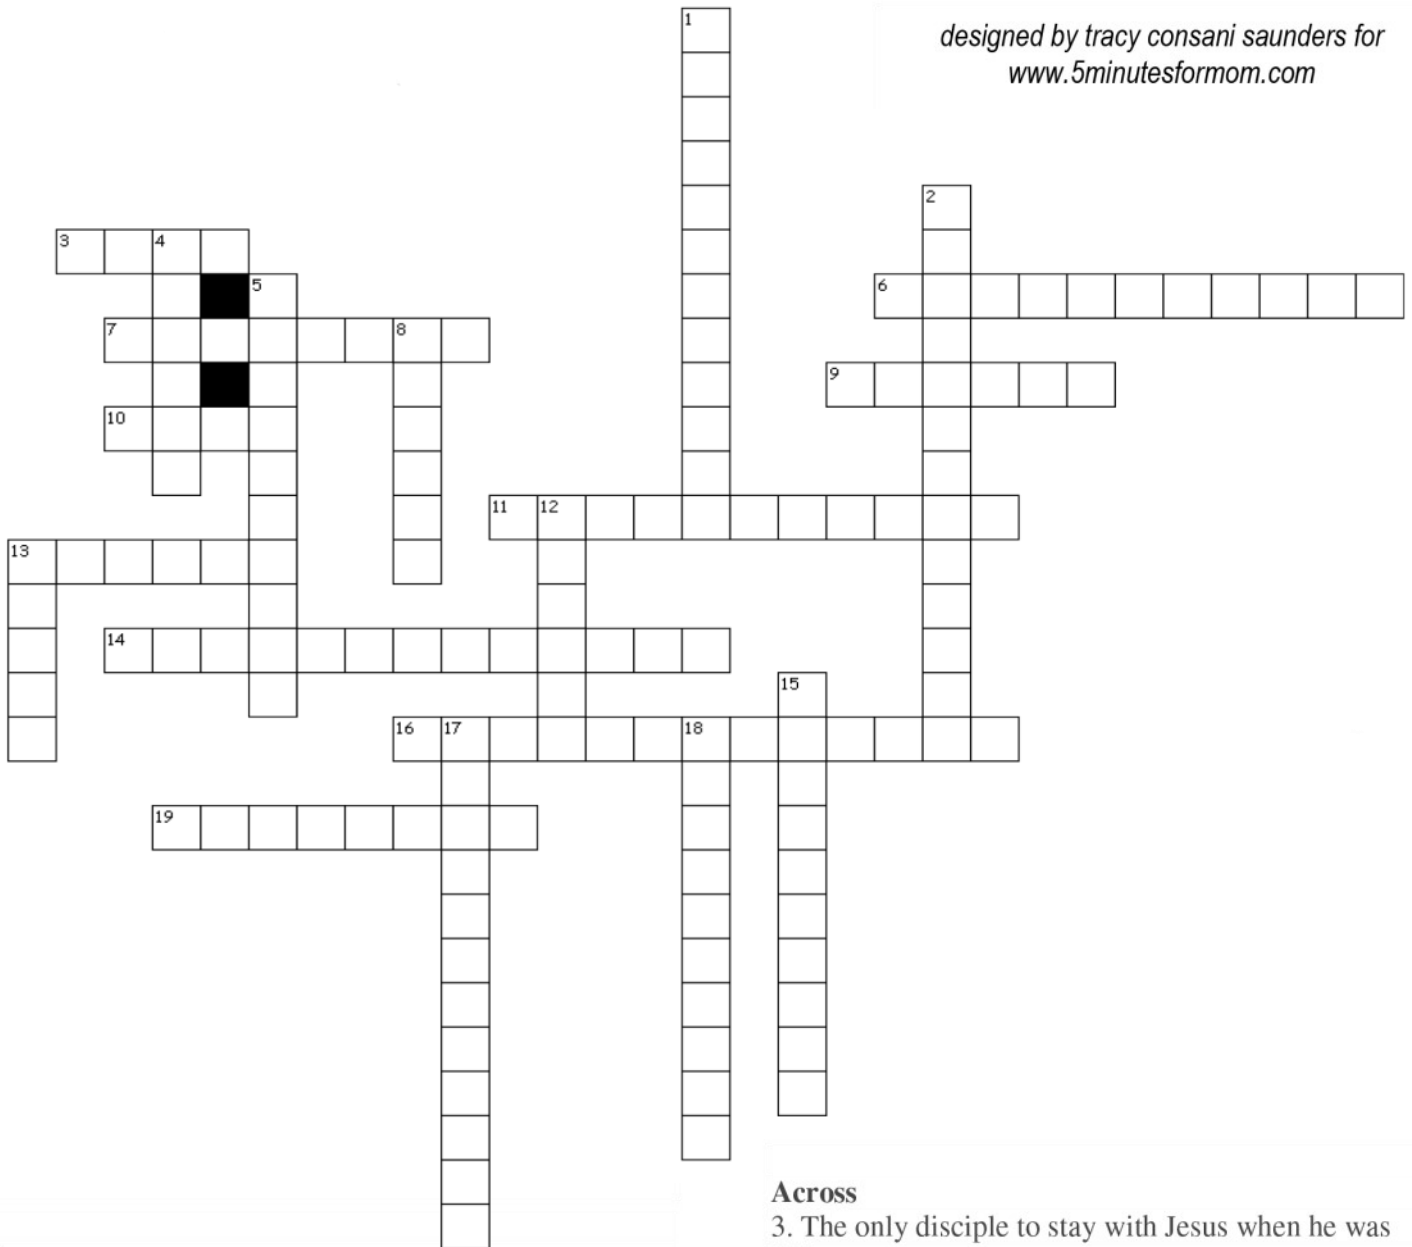 1
designed by tracy consani saunders for
www.5minutesformom.com
2
3 4
5 6
7 8
9
10
11 12
13
14
15
16 17 18
19
Across
3. The only disciple to stay with Jesus when he was